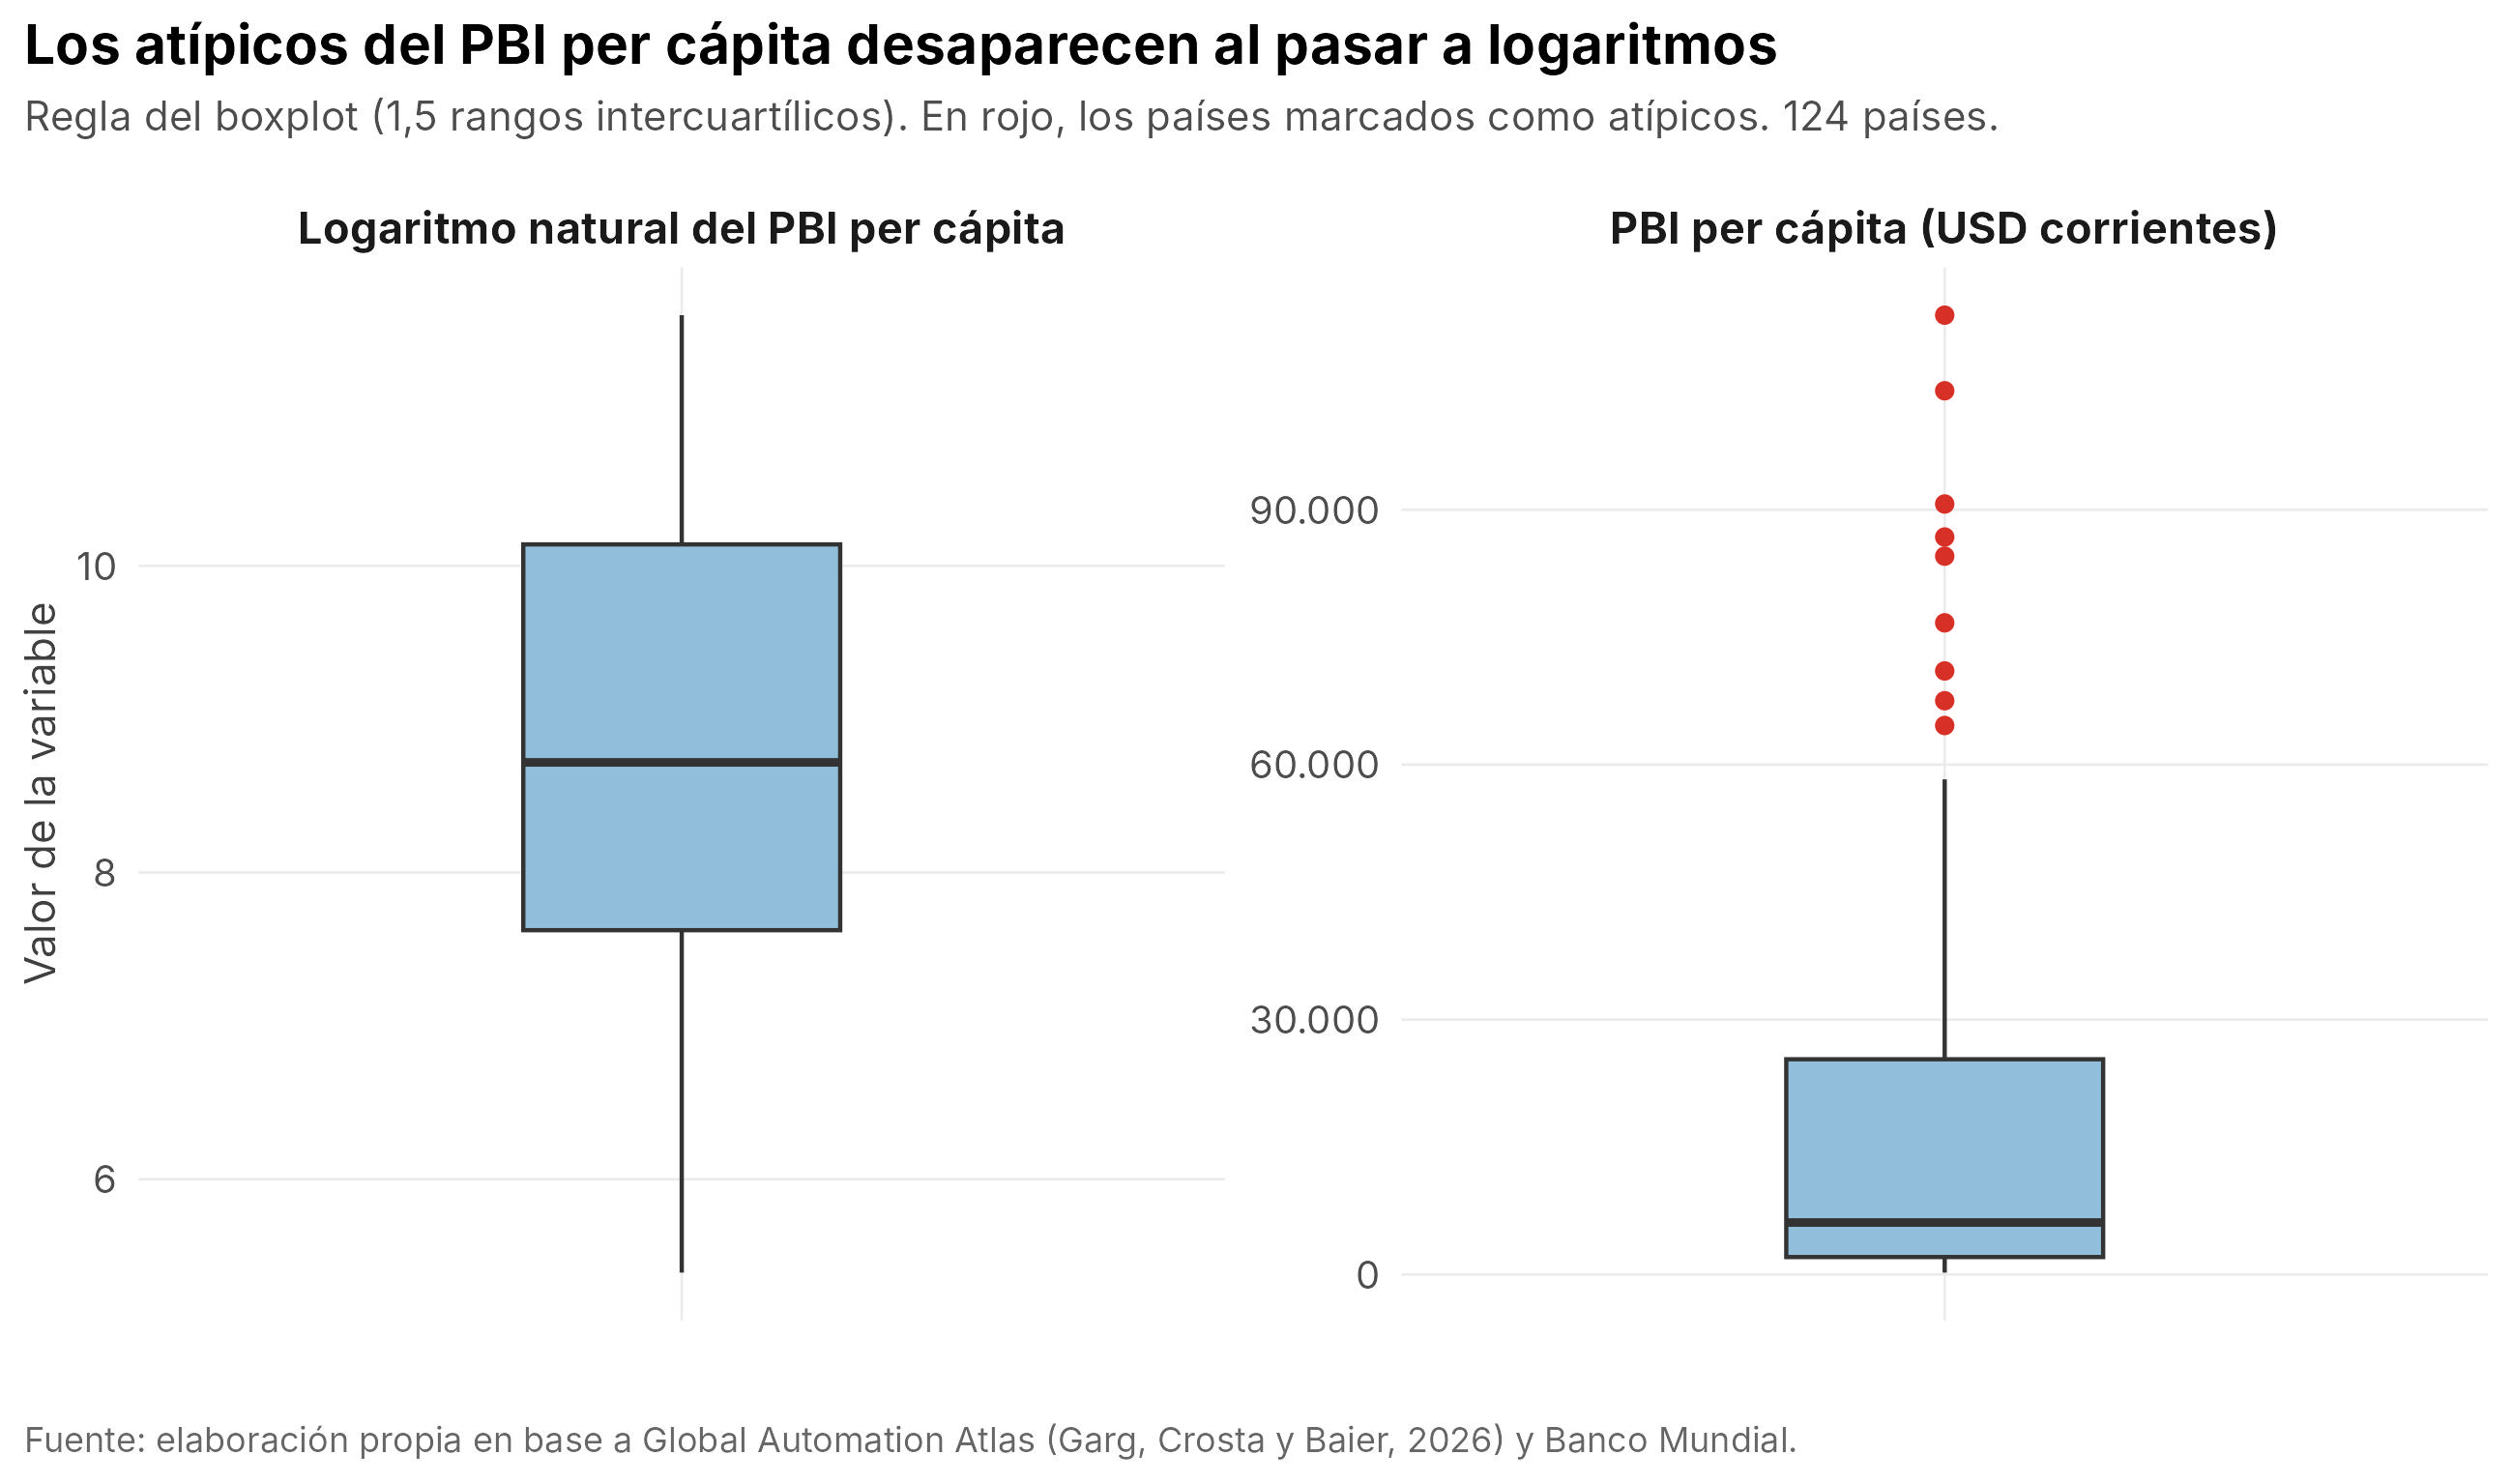 Los atípicos del PBI per cápita desaparecen al pasar a logaritmos
Regla del boxplot (1,5 rangos intercuartílicos). En rojo, los países marcados como atípicos. 124 países.
Logaritmo natural del PBI per cápita
PBI per cápita (USD corrientes)
Valor de la variable
10
8
6
90.000
60.000
30.000
0
Fuente: elaboración propia en base a Global Automation Atlas (Garg, Crosta y Baier, 2026) y Banco Mundial.